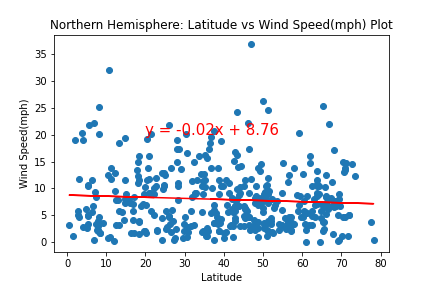 Northern Hemisphere: Latitude vs Wind Speed(mph) Plot
35
30
25
20
15
10
5
0
Wind Speed(mph)
y = -0.02x + 8.76
0 10 20 30 40 50 60 70 80
Latitude